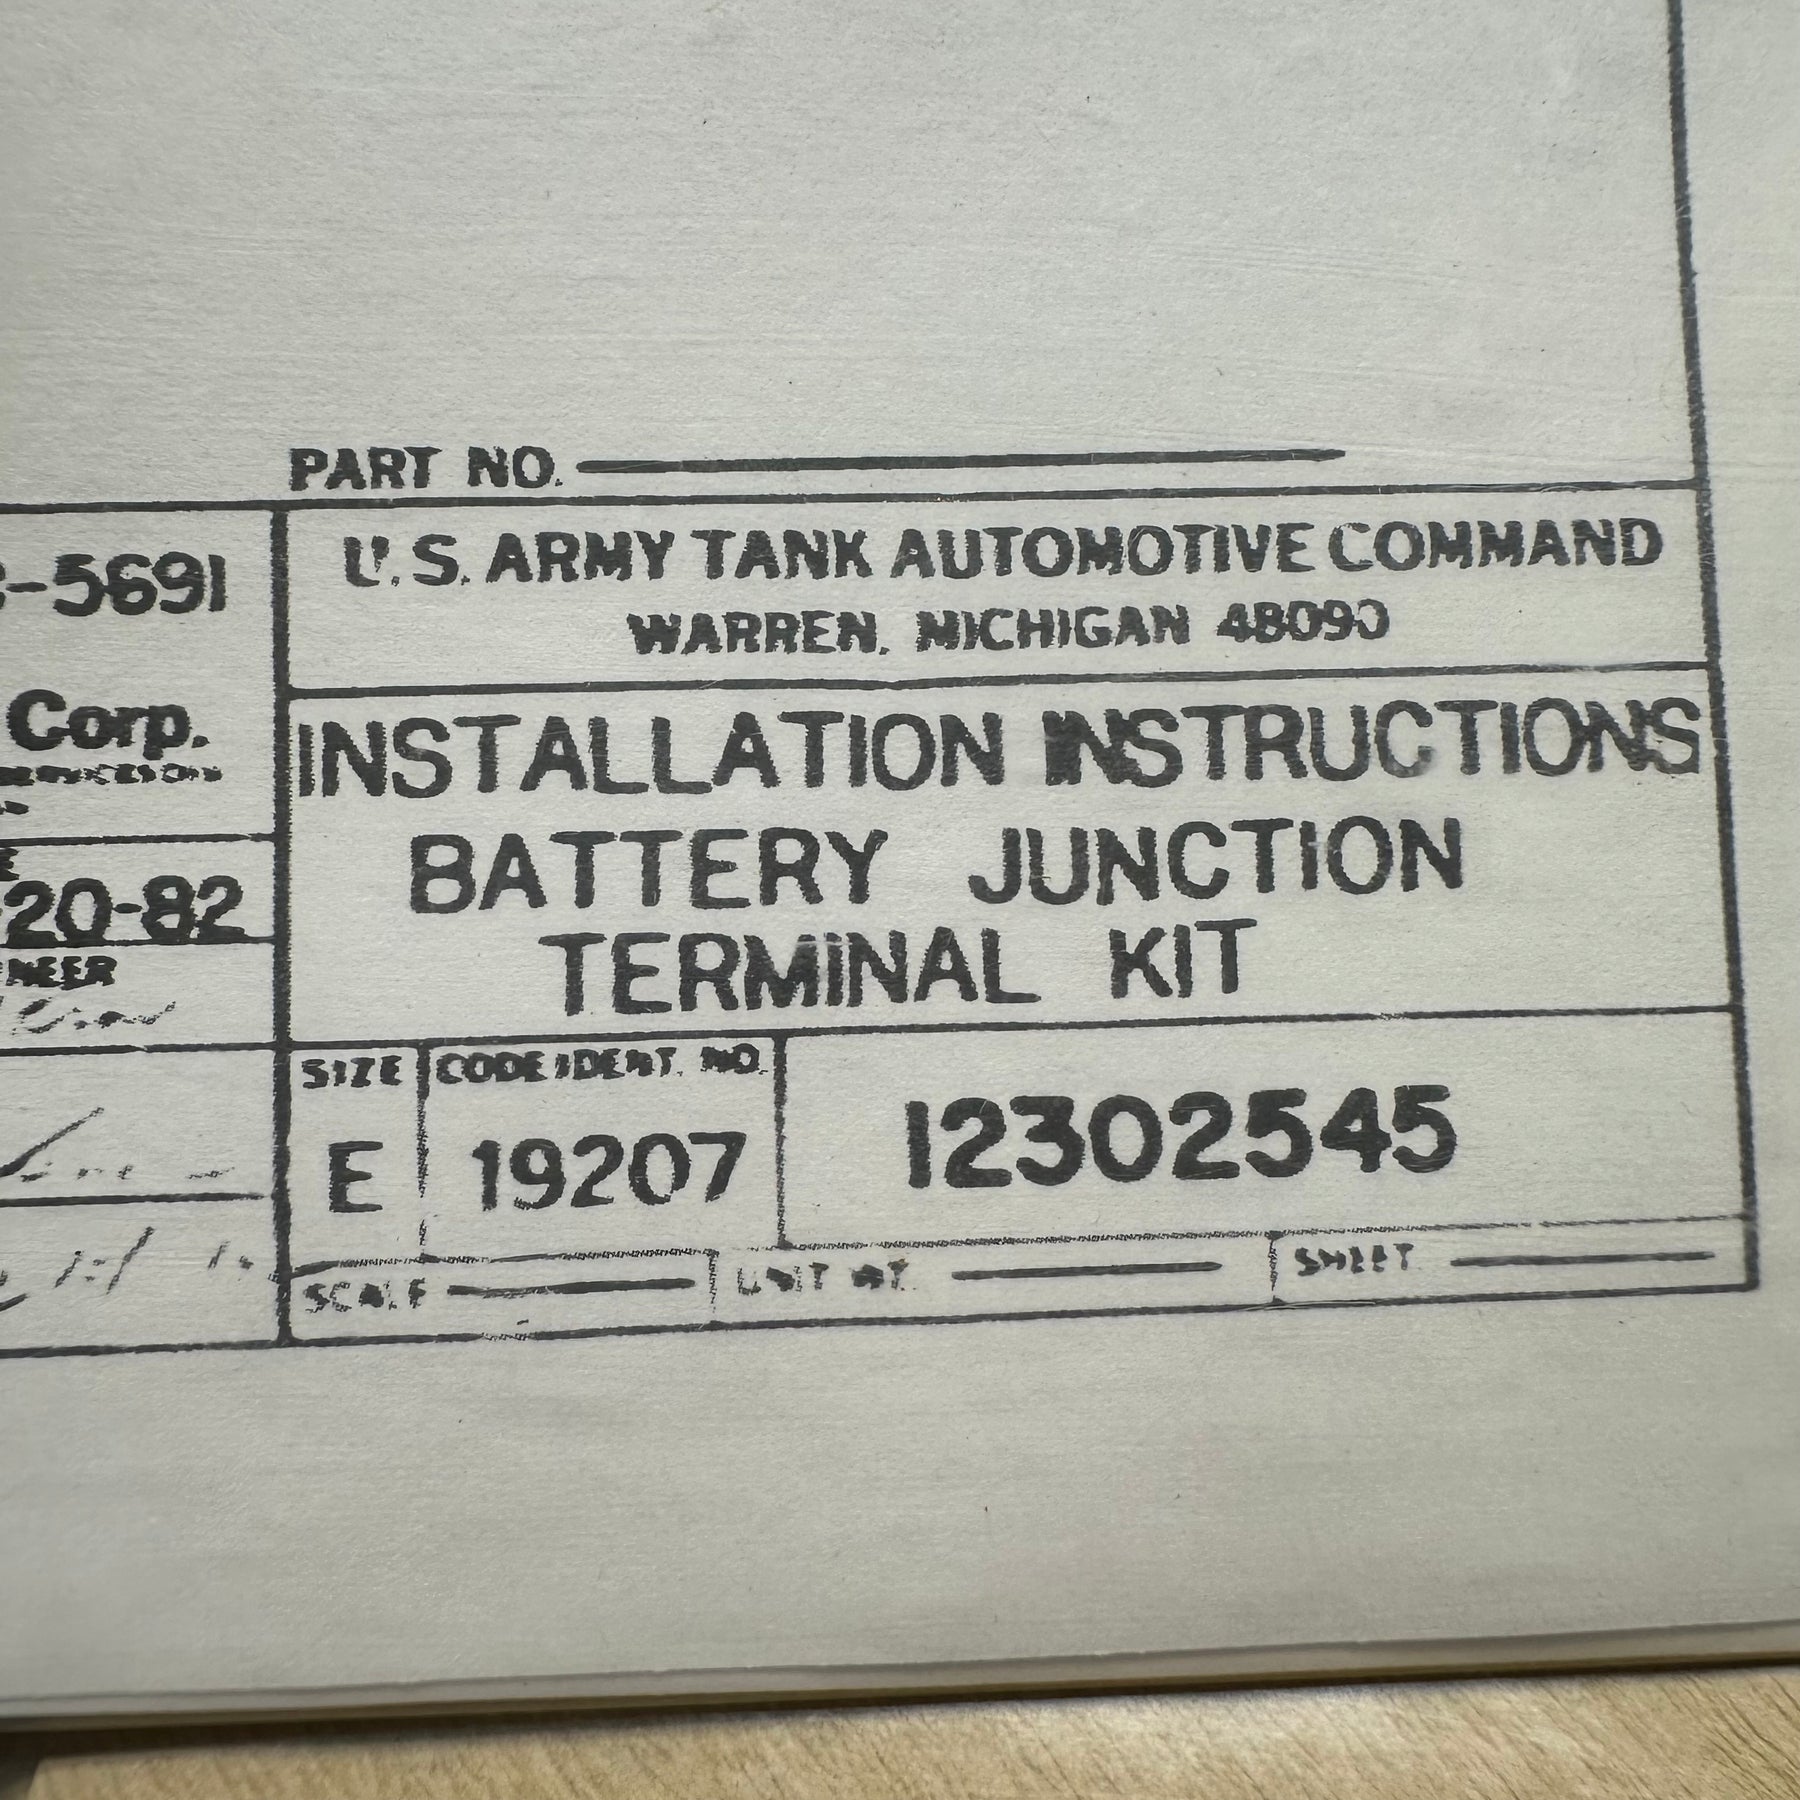 PART NO.
-5691
U.S. ARMY TANK AUTOMOTIVE COMMAND
WARREN, MICHIGAN 48090
Corp.
INSTALLATION INSTRUCTIONS
BATTERY JUNCTION
TERMINAL KIT
20-82
NEER
SIZE CODE IDENT. NO.
E 19207 12302545
SCALE UNIT WT. SHEET